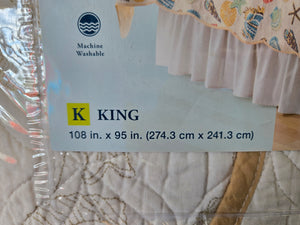 Machine
Washable
K KING
108 in. x 95 in. (274.3 cm x 241.3 cm)